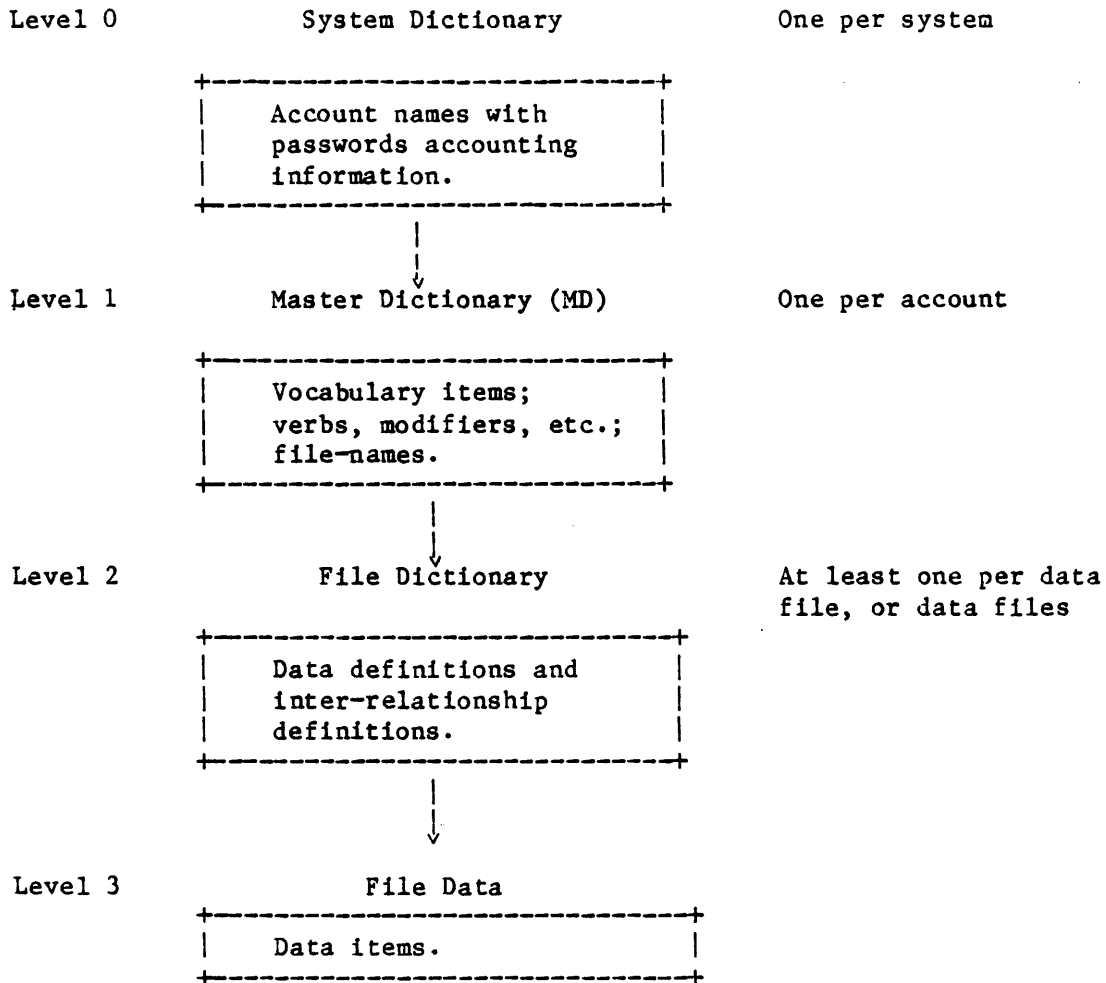 Level 0 System Dictionary One per system
Account names with
passwords accounting
information.
Level 1 Master Dictionary (MD) One per account
Vocabulary items;
verbs, modifiers, etc.;
file-names.
Level 2 File Dictionary At least one per data
file, or data files
Data definitions and
inter-relationship
definitions.
Level 3 File Data
Data items.